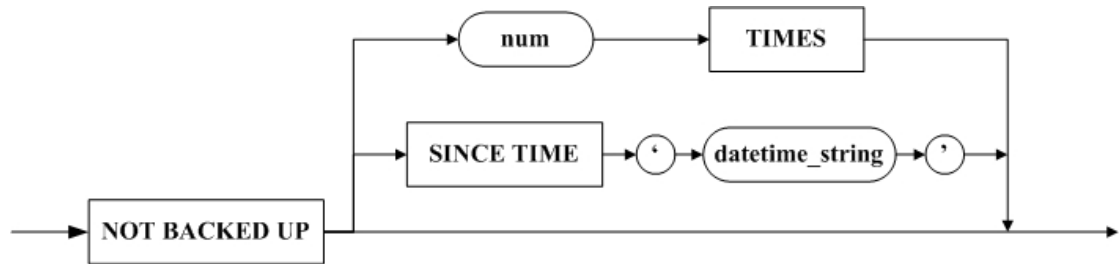 num TIMES
SINCE TIME ‘ datetime_string ’
NOT BACKED UP